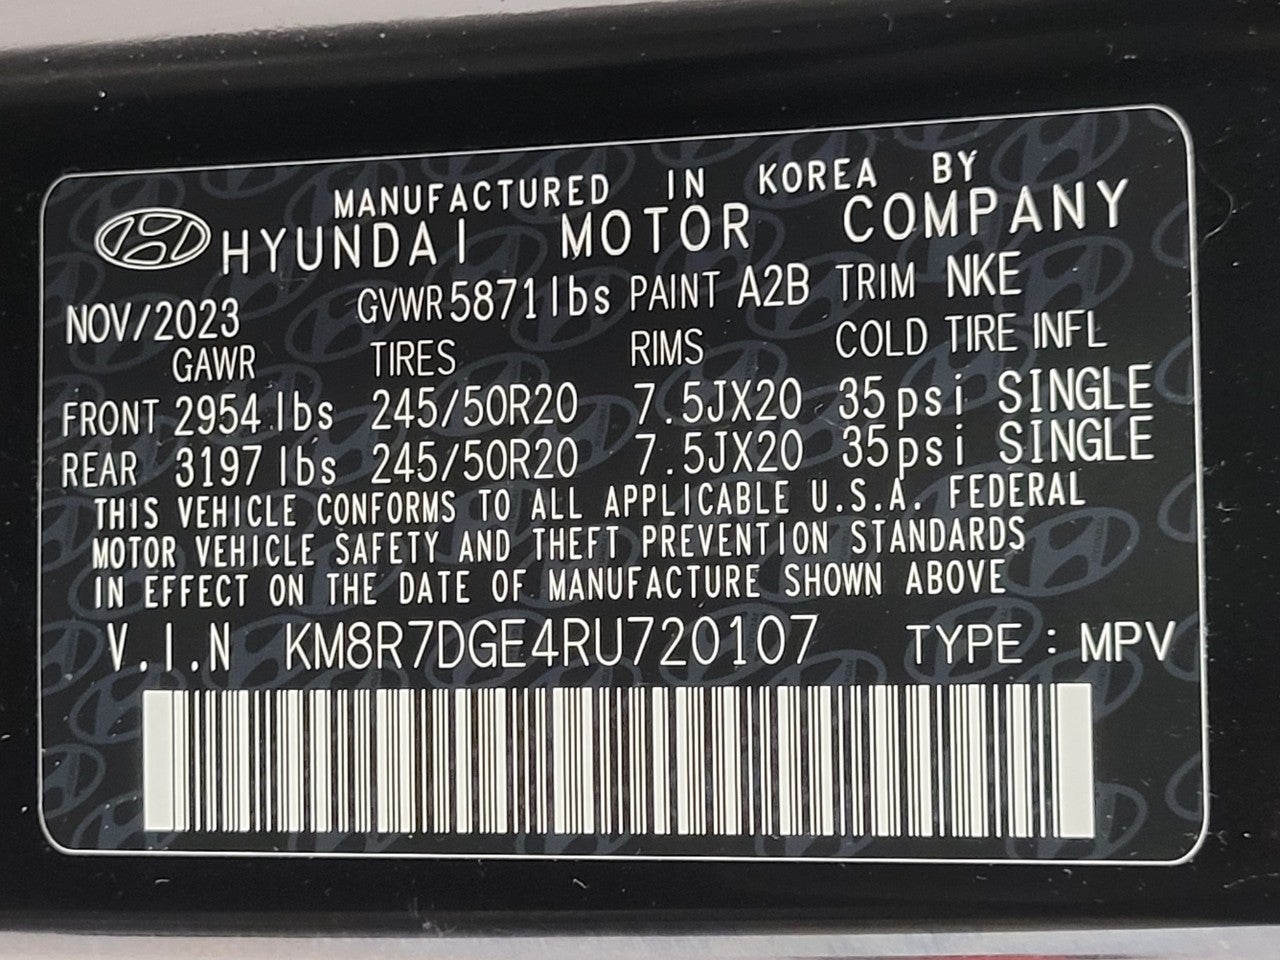 MANUFACTURED IN KOREA BY
HYUNDAI MOTOR COMPANY
NOV/2023 GVWR 5871lbs PAINT A2B TRIM NKE
GAWR TIRES RIMS COLD TIRE INFL
FRONT 2954 lbs 245/50R20 7.5JX20 35psi SINGLE
REAR 3197 lbs 245/50R20 7.5JX20 35psi SINGLE
THIS VEHICLE CONFORMS TO ALL APPLICABLE U.S.A. FEDERAL
MOTOR VEHICLE SAFETY AND THEFT PREVENTION STANDARDS
IN EFFECT ON THE DATE OF MANUFACTURE SHOWN ABOVE
V.I.N KM8R7DGE4RU720107 TYPE : MPV